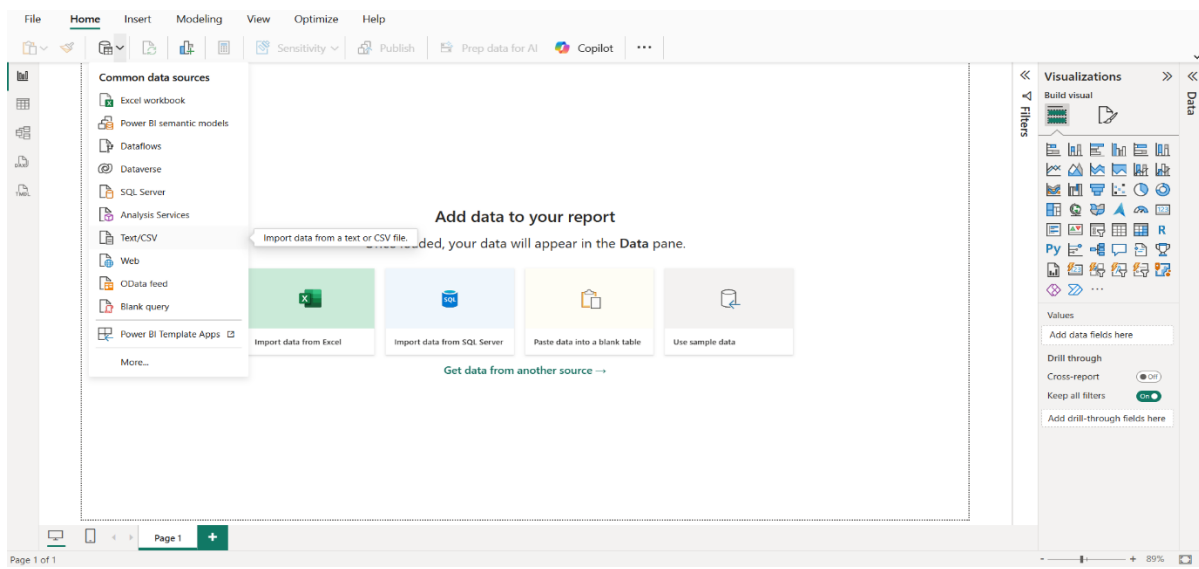 File Home Insert Modeling View Optimize Help
Sensitivity Publish Prep data for AI Copilot ...
Common data sources
Excel workbook
Power BI semantic models
Dataflows
Dataverse
SQL Server
Analysis Services
Text/CSV
Web
OData feed
Blank query
Power BI Template Apps
More...
Import data from a text or CSV file.
Add data to your report
loaded, your data will appear in the Data pane.
SQL
Import data from Excel
Import data from SQL Server
Paste data into a blank table
Use sample data
Get data from another source →
Filters
Visualizations
Build visual
R
Py
...
Values
Add data fields here
Drill through
Cross-report Off
Keep all filters On
Add drill-through fields here
Data
Page 1 +
Page 1 of 1
- + 89%